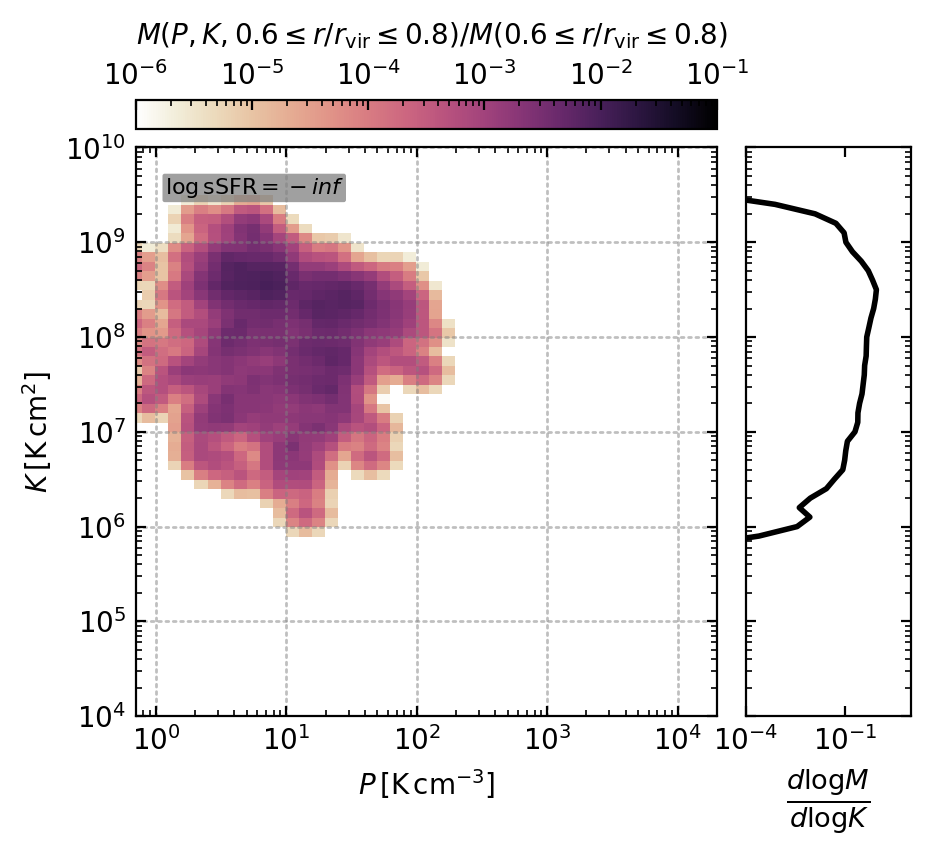 M(P, K, 0.6 ≤ r/r_vir ≤ 0.8)/M(0.6 ≤ r/r_vir ≤ 0.8)
10^−6 10^−5 10^−4 10^−3 10^−2 10^−1
log sSFR = −inf
10^10
10^9
10^8
10^7
10^6
10^5
10^4
K [K cm^2]
10^0 10^1 10^2 10^3 10^4
P [K cm^−3]
10^−4 10^−1
dlogM
dlogK